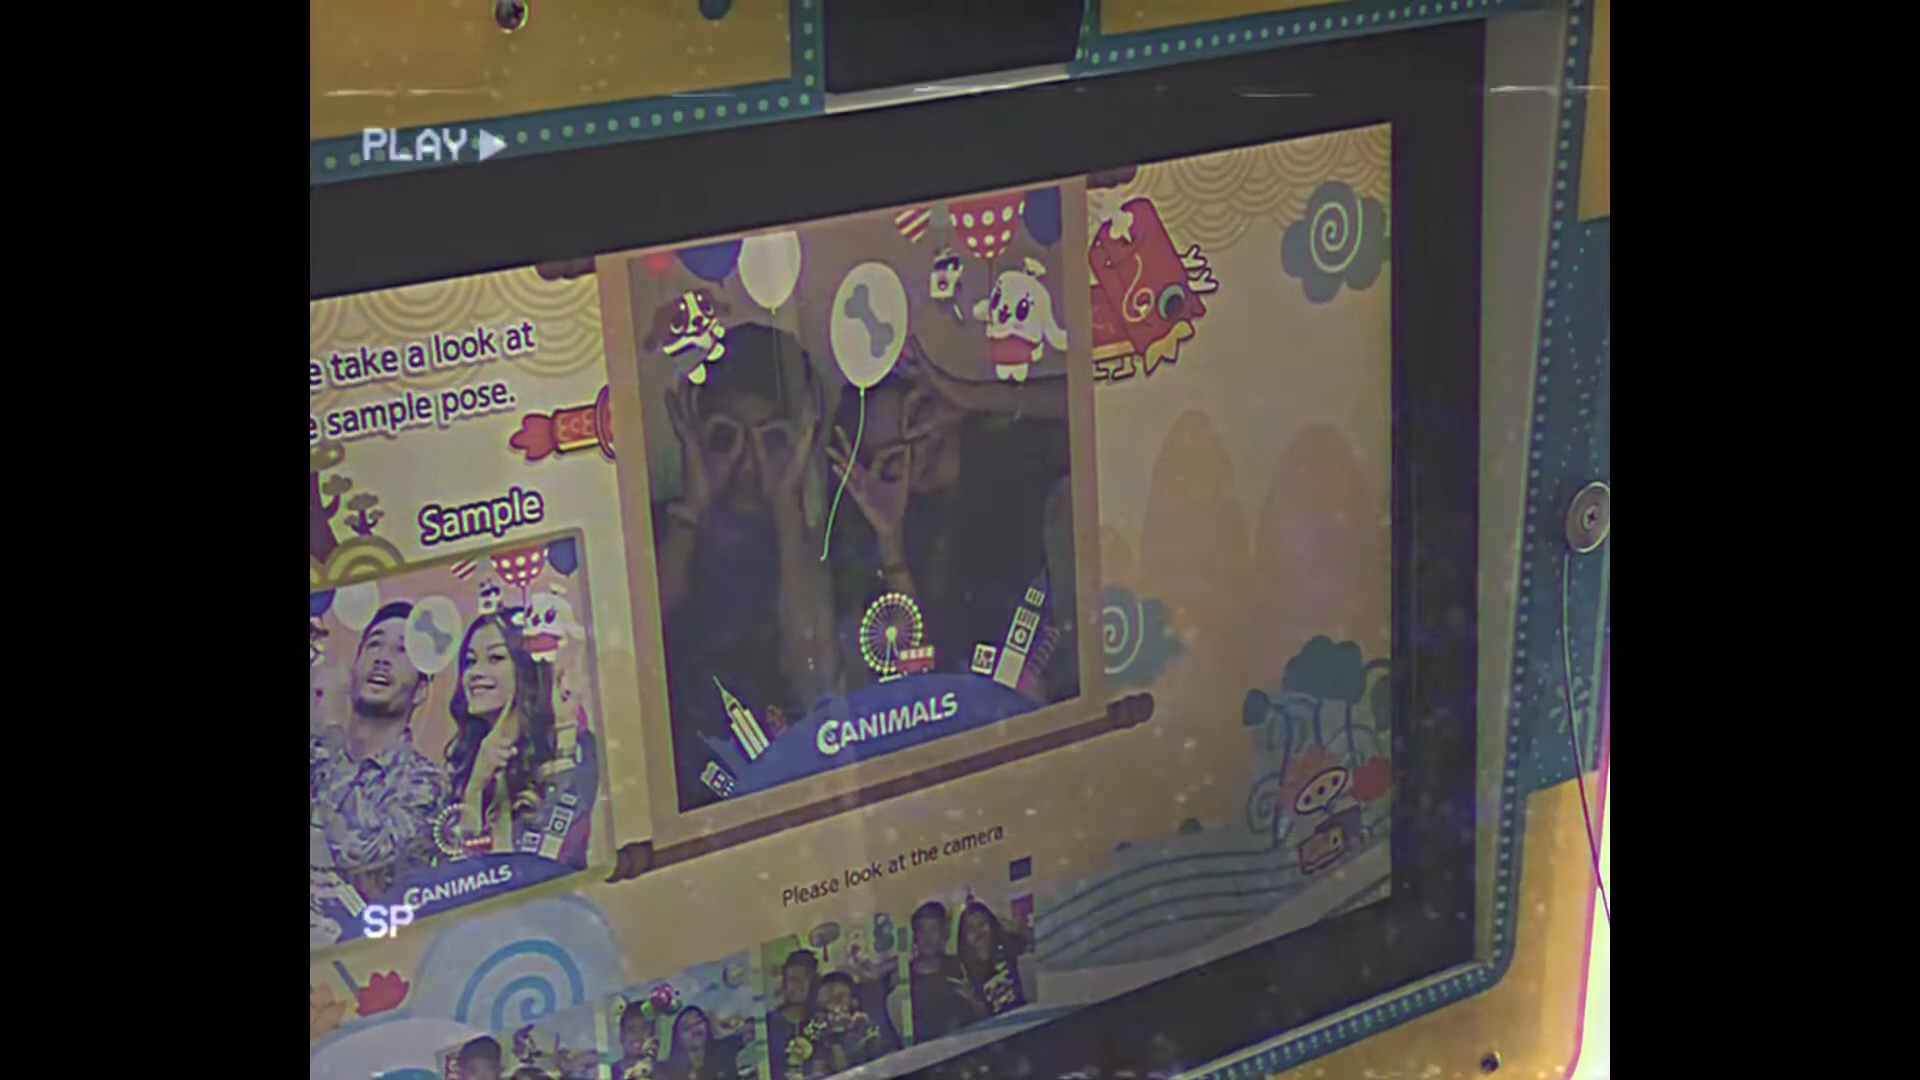 PLAY
e take a look at
e sample pose.
Sample
CANIMALS
CANIMALS
Please look at the camera
SP